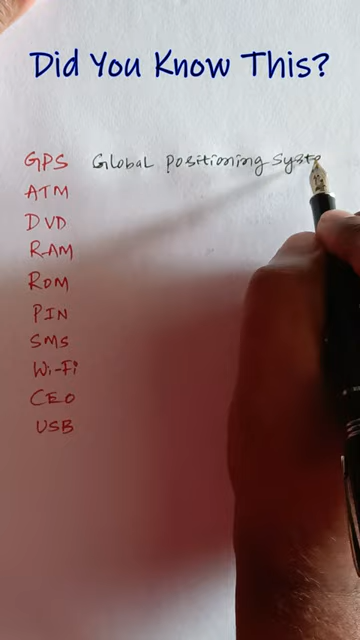 Did You Know This?
GPS Global Positioning Syste
ATM
DVD
RAM
ROM
PIN
SMS
Wi-Fi
CEO
USB